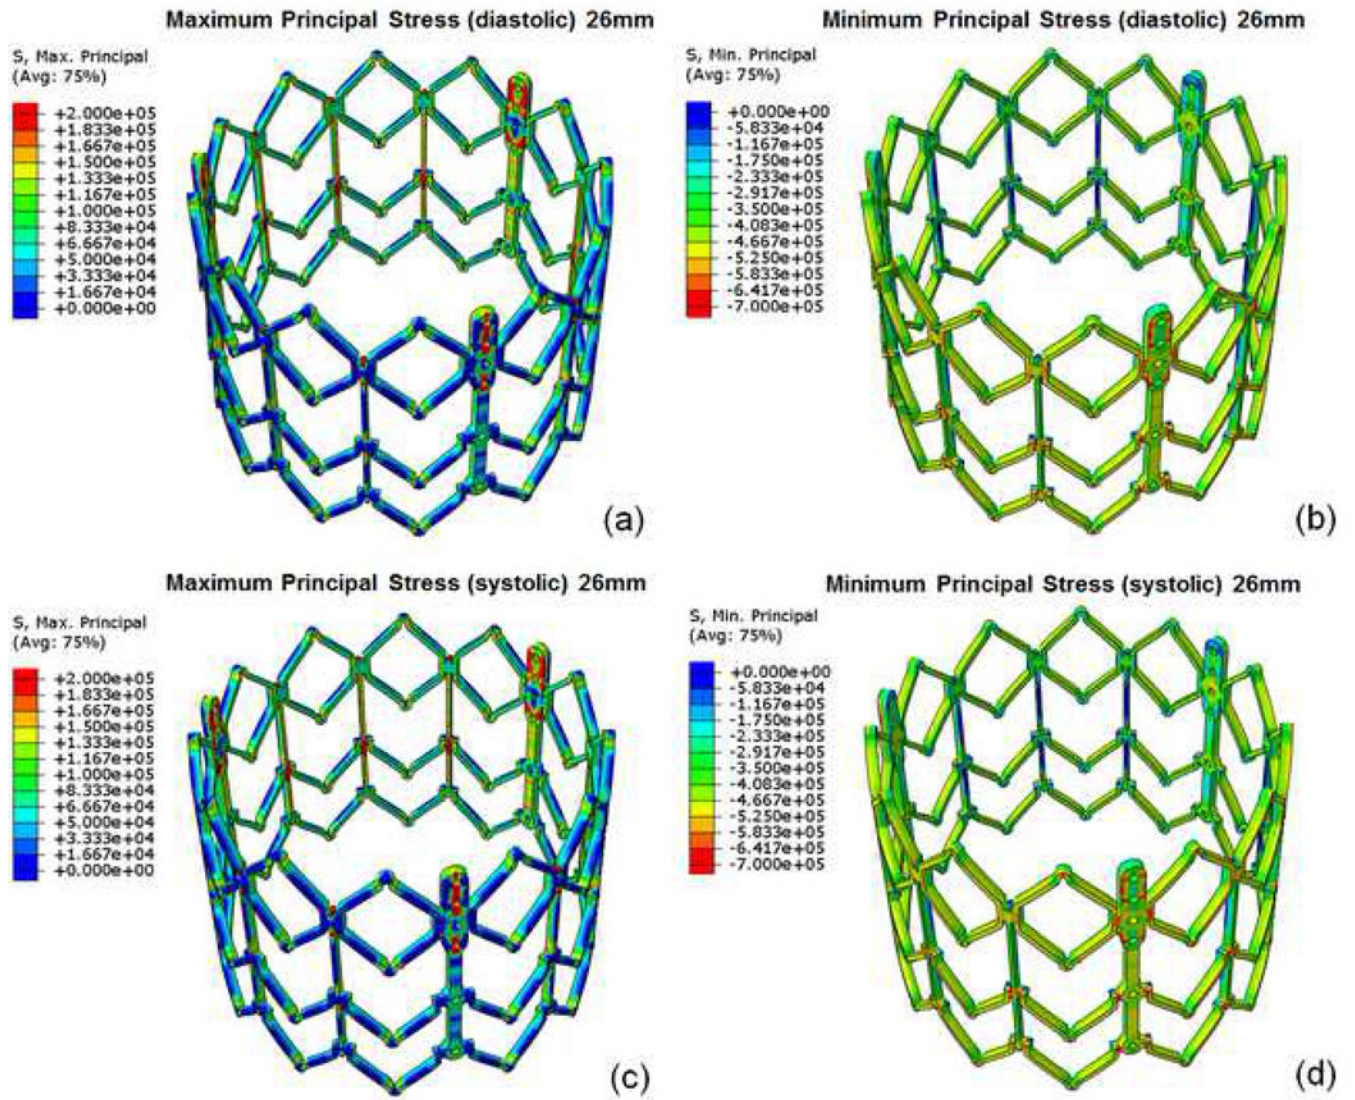 Maximum Principal Stress (diastolic) 26mm
S, Max. Principal
(Avg: 75%)
+2.000e+05
+1.833e+05
+1.667e+05
+1.500e+05
+1.333e+05
+1.167e+05
+1.000e+05
+8.333e+04
+6.667e+04
+5.000e+04
+3.333e+04
+1.667e+04
+0.000e+00
(a)
Minimum Principal Stress (diastolic) 26mm
S, Min. Principal
(Avg: 75%)
+0.000e+00
-5.833e+04
-1.167e+05
-1.750e+05
-2.333e+05
-2.917e+05
-3.500e+05
-4.083e+05
-4.667e+05
-5.250e+05
-5.833e+05
-6.417e+05
-7.000e+05
(b)
Maximum Principal Stress (systolic) 26mm
S, Max. Principal
(Avg: 75%)
+2.000e+05
+1.833e+05
+1.667e+05
+1.500e+05
+1.333e+05
+1.167e+05
+1.000e+05
+8.333e+04
+6.667e+04
+5.000e+04
+3.333e+04
+1.667e+04
+0.000e+00
(c)
Minimum Principal Stress (systolic) 26mm
S, Min. Principal
(Avg: 75%)
+0.000e+00
-5.833e+04
-1.167e+05
-1.750e+05
-2.333e+05
-2.917e+05
-3.500e+05
-4.083e+05
-4.667e+05
-5.250e+05
-5.833e+05
-6.417e+05
-7.000e+05
(d)